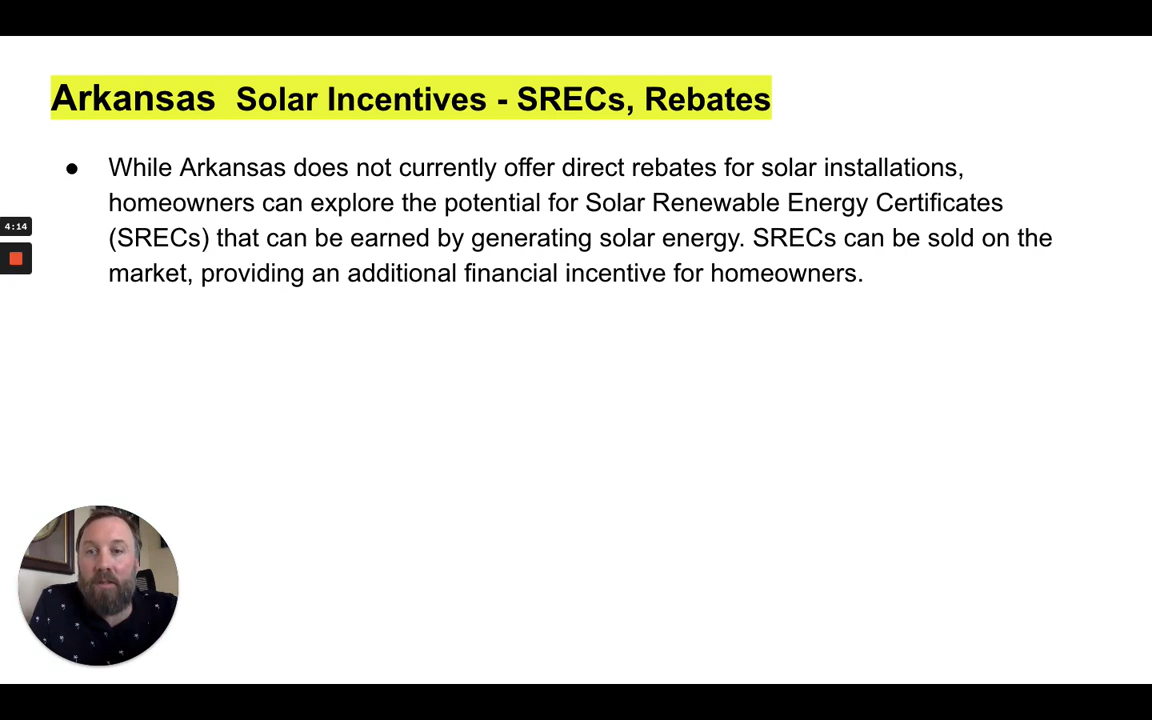 Arkansas Solar Incentives - SRECs, Rebates
● While Arkansas does not currently offer direct rebates for solar installations,
homeowners can explore the potential for Solar Renewable Energy Certificates
(SRECs) that can be earned by generating solar energy. SRECs can be sold on the
market, providing an additional financial incentive for homeowners.
4:14